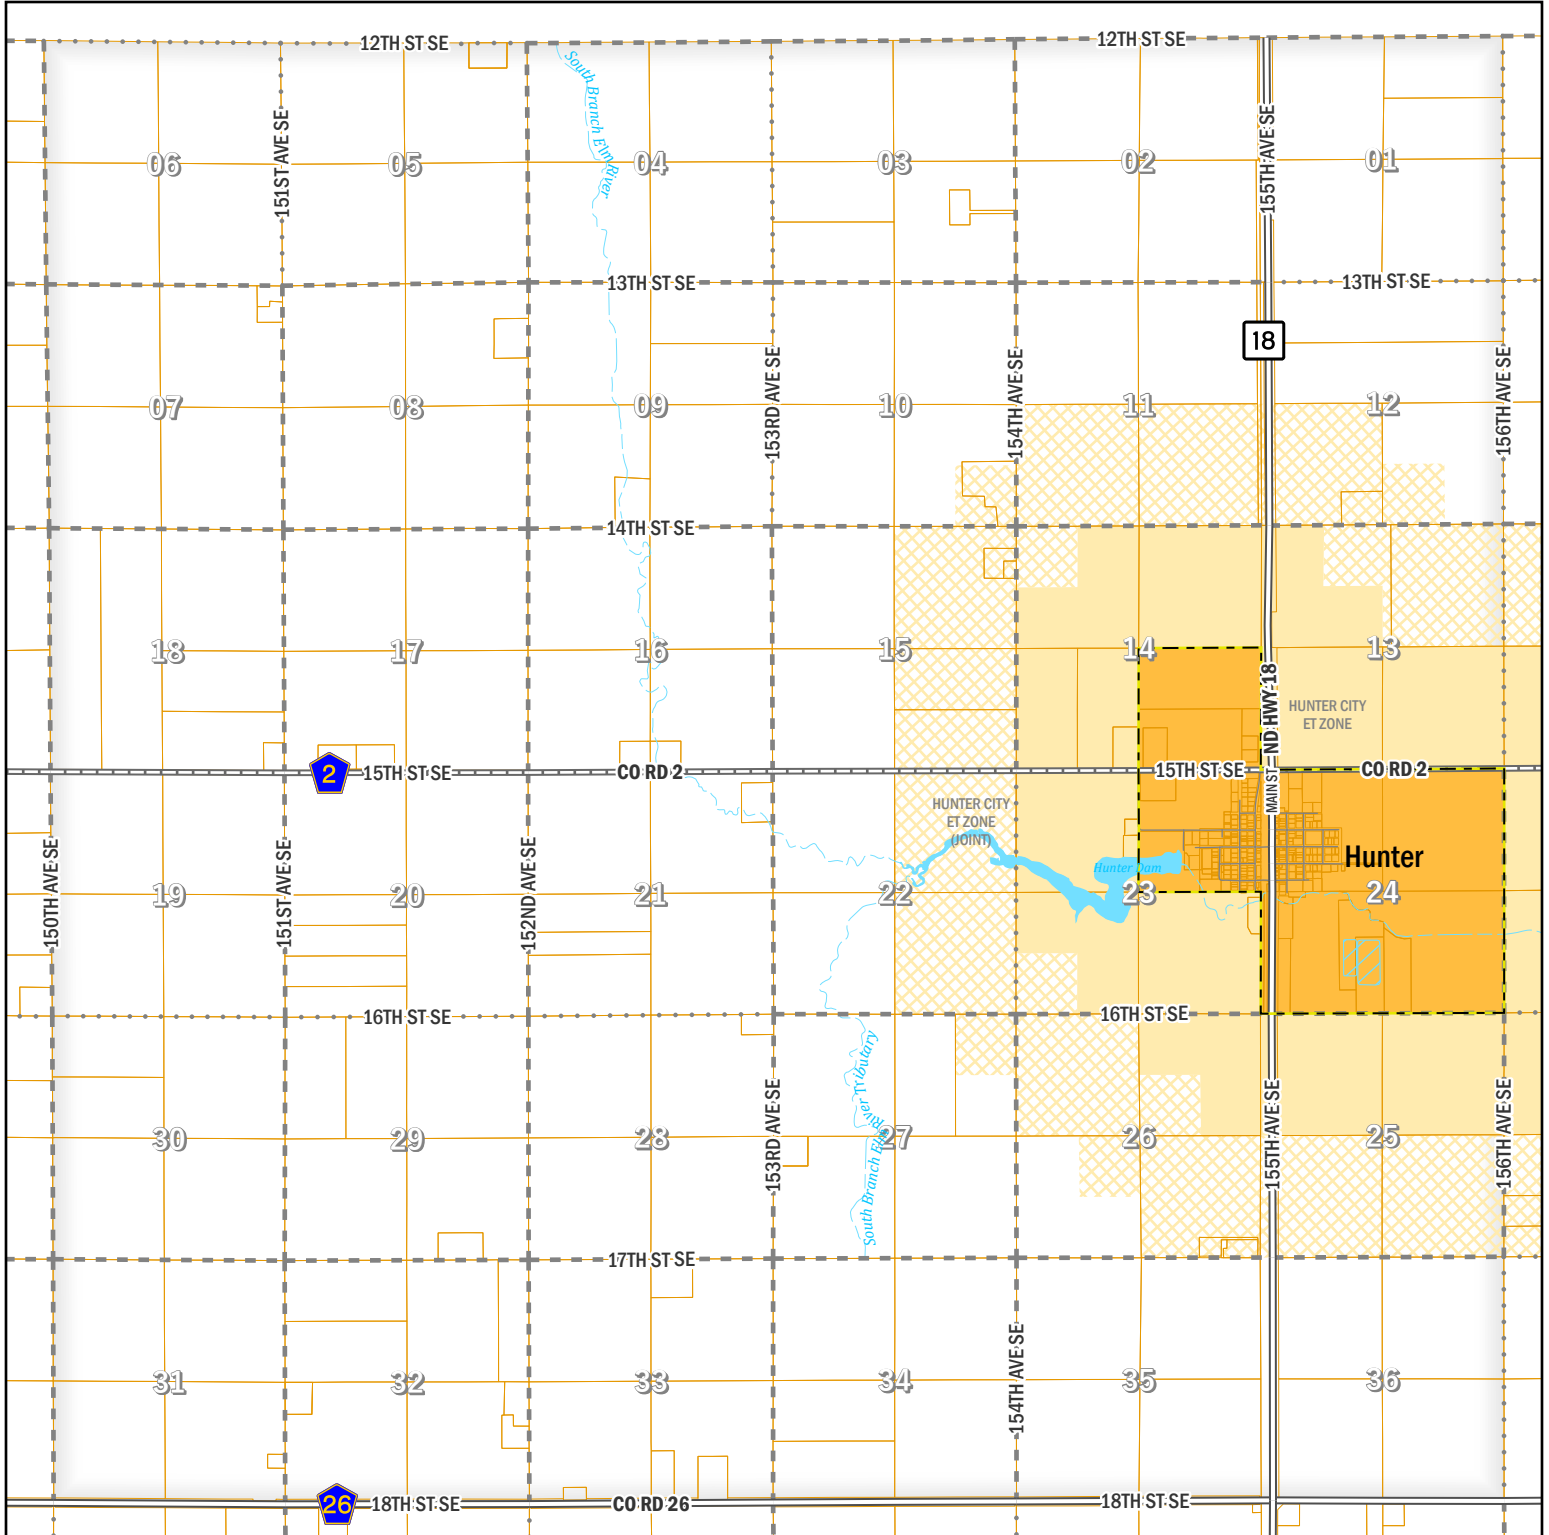 12TH ST SE
12TH ST SE
South Branch Elm River
151ST AVE SE
155TH AVE SE
06
05
04
03
02
01
13TH ST SE
13TH ST SE
18
153RD AVE SE
154TH AVE SE
156TH AVE SE
07
08
09
10
11
12
14TH ST SE
18
17
16
15
14
13
ND HWY 18
HUNTER CITY
ET ZONE
2
15TH ST SE
CO RD 2
15TH ST SE
CO RD 2
MAIN ST
HUNTER CITY
ET ZONE
(JOINT)
Hunter
Hunter Dam
150TH AVE SE
151ST AVE SE
152ND AVE SE
19
20
21
22
23
24
16TH ST SE
16TH ST SE
South Branch Elm River Tributary
153RD AVE SE
155TH AVE SE
156TH AVE SE
30
29
28
27
26
25
17TH ST SE
154TH AVE SE
31
32
33
34
35
36
26
18TH ST SE
CO RD 26
18TH ST SE